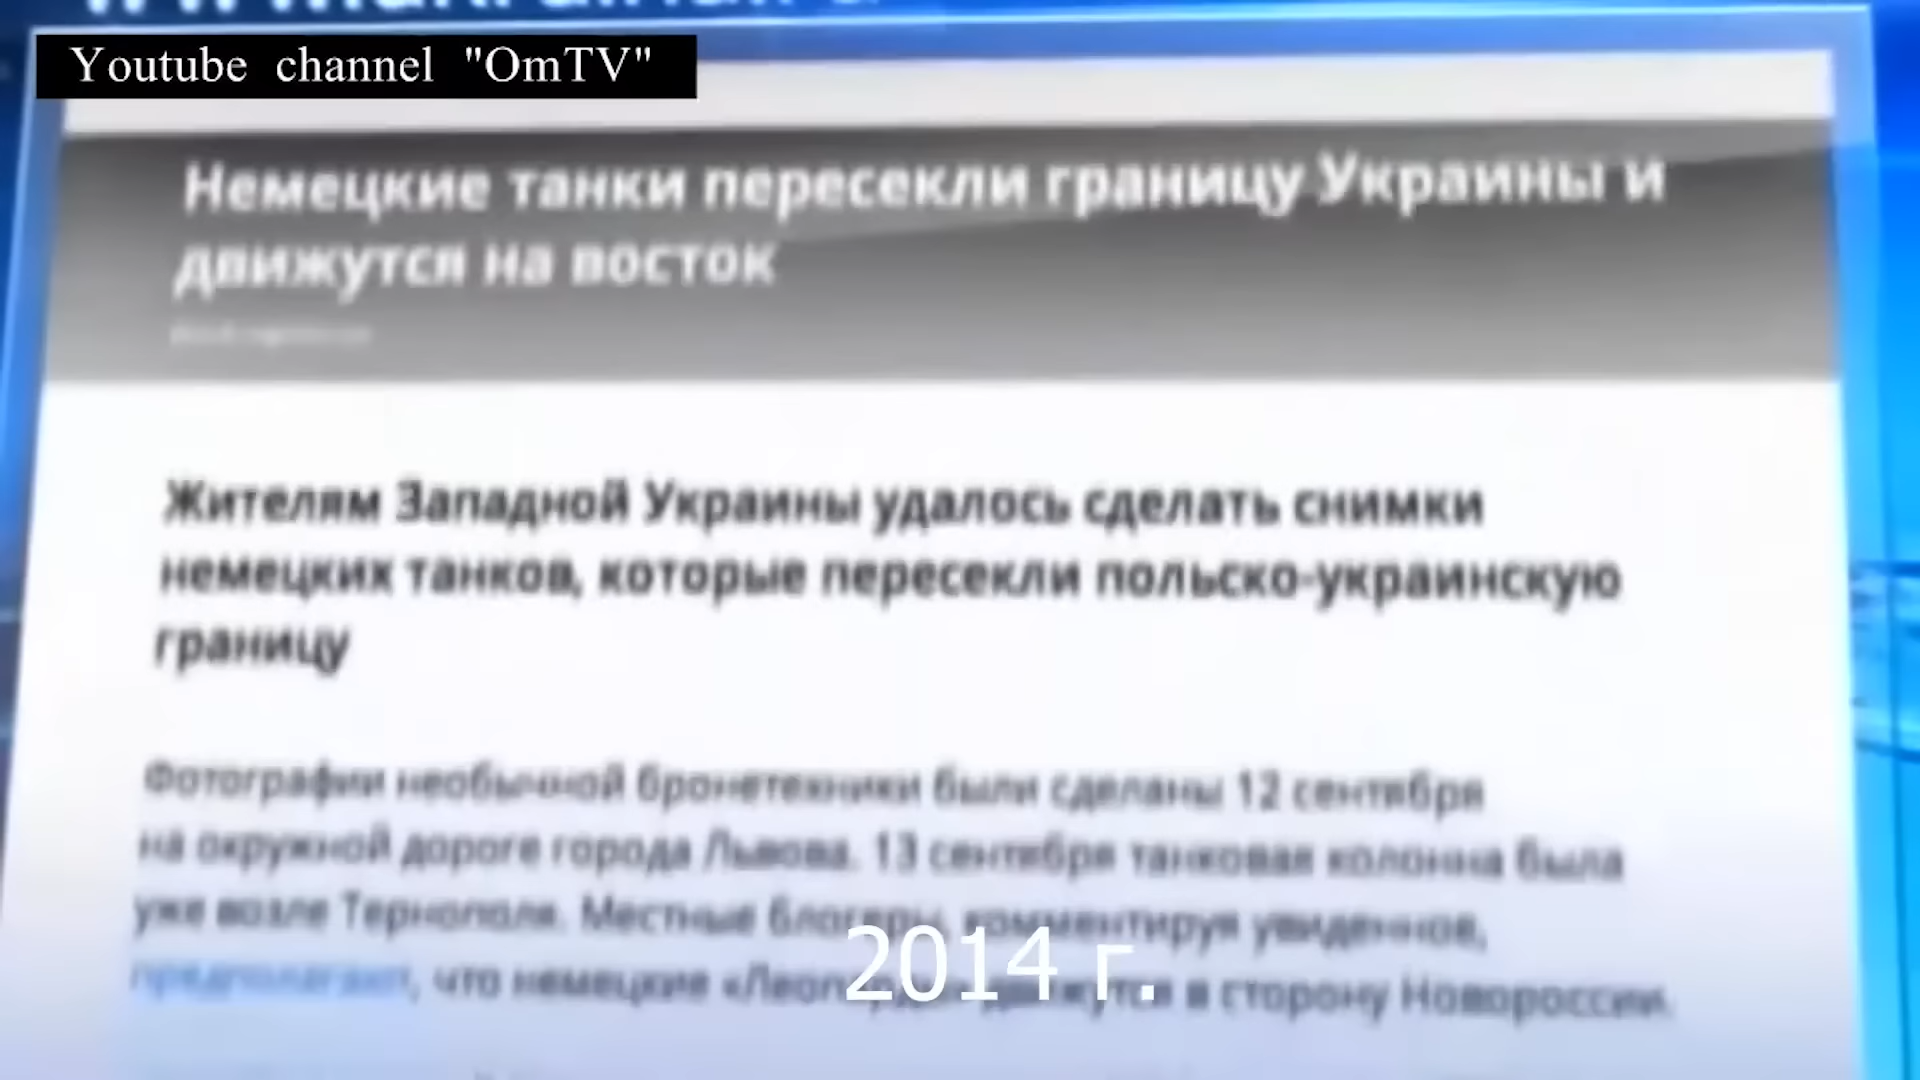 Youtube channel "OmTV"
Немецкие танки пересекли границу Украины и
движутся на восток
Жителям Западной Украины удалось сделать снимки
немецких танков, которые пересекли польско-украинскую
границу
Фотографии необычной бронетехники были сделаны 12 сентября
на окружной дороге города Львова. 13 сентября танковая колонна была
уже возле Тернополя. Местные блогеры, комментируя увиденное,
предполагают, что немецкие движутся в сторону Новороссии.
2014 г.